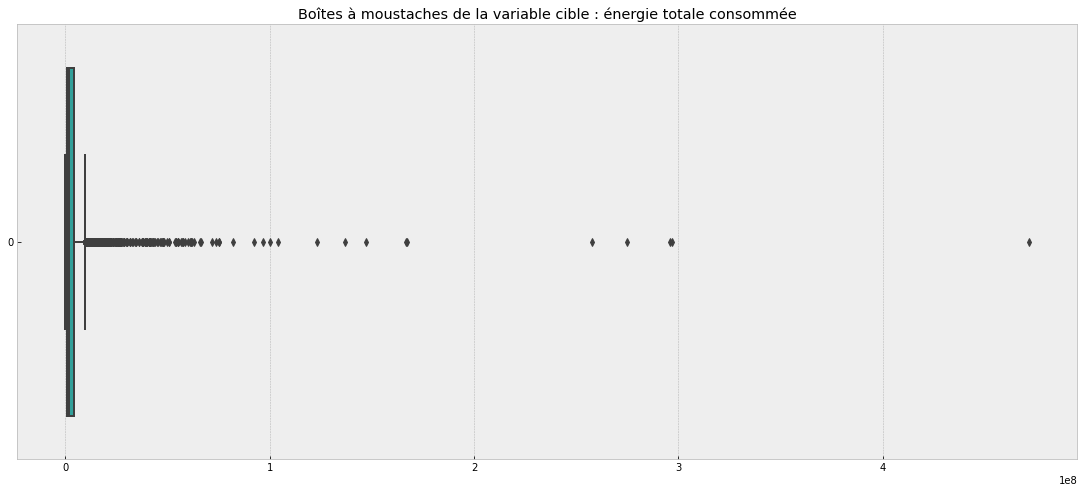 Boîtes à moustaches de la variable cible : énergie totale consommée
0
0 1 2 3 4
1e8